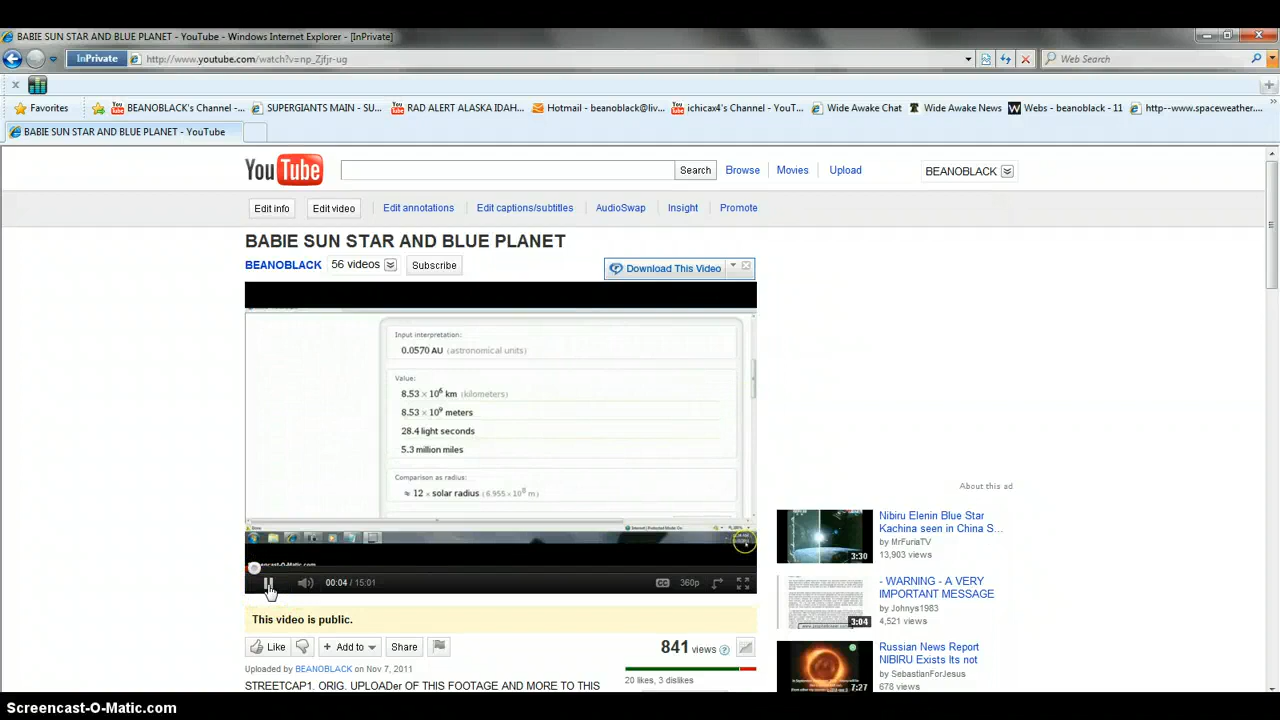 BABIE SUN STAR AND BLUE PLANET - YouTube - Windows Internet Explorer - [InPrivate]
InPrivate http://www.youtube.com/watch?v=np_Zjfjr-ug Web Search
Favorites BEANOBLACK's Channel -... SUPERGIANTS MAIN - SU... RAD ALERT ALASKA IDAH... Hotmail - beanoblack@liv... ichicax4's Channel - YouT... Wide Awake Chat Wide Awake News Webs - beanoblack - 11 http--www.spaceweather....
BABIE SUN STAR AND BLUE PLANET - YouTube
YouTube Search Browse Movies Upload BEANOBLACK
Edit info Edit video Edit annotations Edit captions/subtitles AudioSwap Insight Promote
BABIE SUN STAR AND BLUE PLANET
BEANOBLACK 56 videos Subscribe
Download This Video
Input interpretation:
0.0570 AU (astronomical units)
Value:
8.53 × 10⁶ km (kilometers)
8.53 × 10⁹ meters
28.4 light seconds
5.3 million miles
Comparison as radius:
≈ 12 × solar radius (6.955×10⁸ m)
00:04 / 15:01 CC 360p
This video is public.
Like Add to Share 841 views
Uploaded by BEANOBLACK on Nov 7, 2011
20 likes, 3 dislikes
STREETCAP1. ORIG. UPLOADer OF THIS FOOTAGE AND MORE TO THIS
About this ad
Nibiru Elenin Blue Star
Kachina seen in China S...
by MrFuriaTV
13,903 views
3:30
- WARNING - A VERY
IMPORTANT MESSAGE
by Johnys1983
4,521 views
3:04
Russian News Report
NIBIRU Exists Its not
by SebastianForJesus
678 views
7:27
Screencast-O-Matic.com